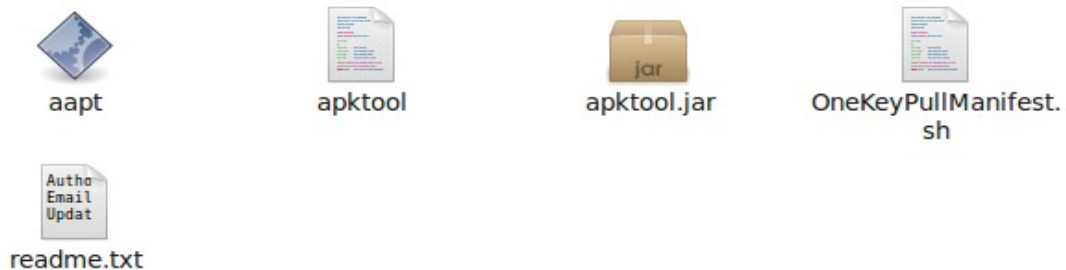 jar
aapt
apktool
apktool.jar
OneKeyPullManifest.
sh
Autho
Email
Updat
readme.txt